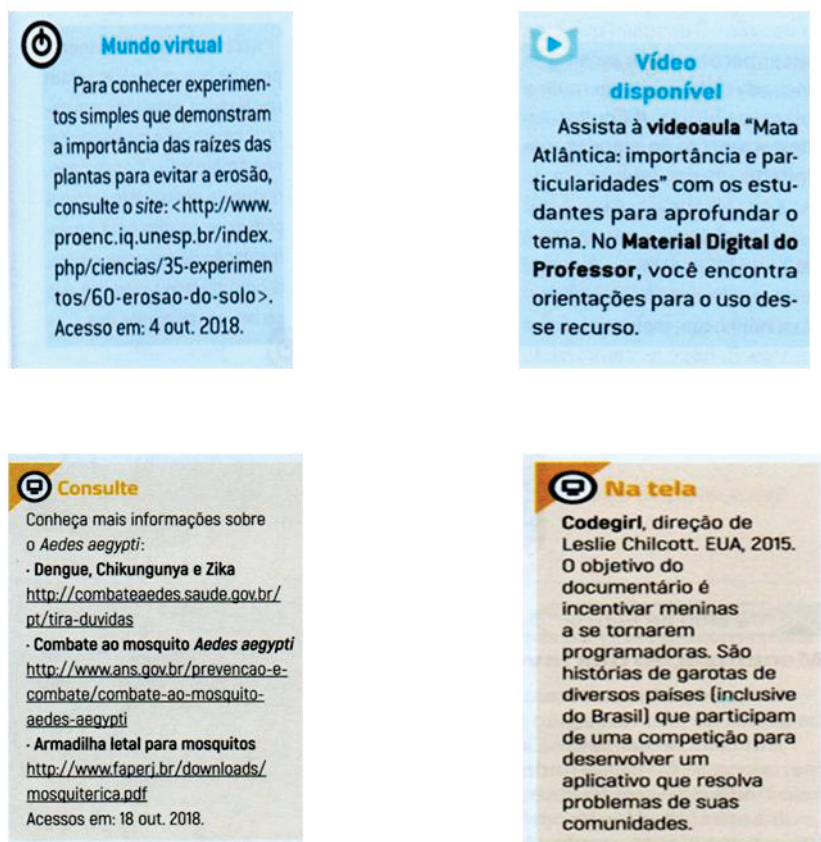 Mundo virtual
Para conhecer experimen-
tos simples que demonstram
a importância das raízes das
plantas para evitar a erosão,
consulte o site: <http://www.
proenc.iq.unesp.br/index.
php/ciencias/35-experimen
tos/60-erosao-do-solo>.
Acesso em: 4 out. 2018.
Vídeo
disponível
Assista à videoaula “Mata
Atlântica: importância e par-
ticularidades” com os estu-
dantes para aprofundar o
tema. No Material Digital do
Professor, você encontra
orientações para o uso des-
se recurso.
Consulte
Conheça mais informações sobre
o Aedes aegypti:
· Dengue, Chikungunya e Zika
http://combateaedes.saude.gov.br/
pt/tira-duvidas
· Combate ao mosquito Aedes aegypti
http://www.ans.gov.br/prevencao-e-
combate/combate-ao-mosquito-
aedes-aegypti
· Armadilha letal para mosquitos
http://www.faperj.br/downloads/
mosquiterica.pdf
Acessos em: 18 out. 2018.
Na tela
Codegirl, direção de
Leslie Chilcott. EUA, 2015.
O objetivo do
documentário é
incentivar meninas
a se tornarem
programadoras. São
histórias de garotas de
diversos países (inclusive
do Brasil) que participam
de uma competição para
desenvolver um
aplicativo que resolva
problemas de suas
comunidades.